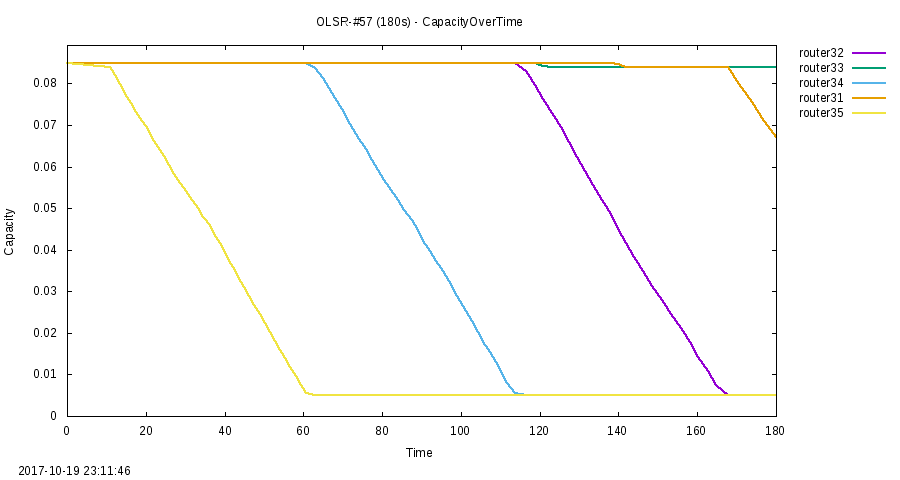 OLSR-#57 (180s) - CapacityOverTime
router32
router33
router34
router31
router35
0.08
0.07
0.06
0.05
0.04
0.03
0.02
0.01
0
Capacity
0 20 40 60 80 100 120 140 160 180
Time
2017-10-19 23:11:46